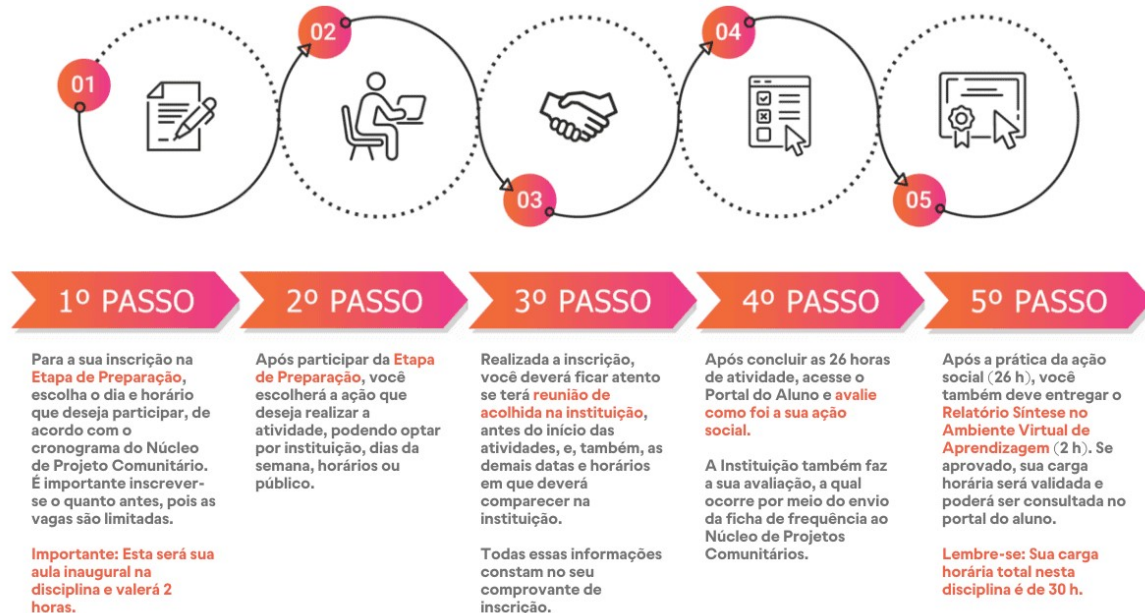 01
02
03
04
05
1º PASSO
Para a sua inscrição na
Etapa de Preparação,
escolha o dia e horário
que deseja participar, de
acordo com o
cronograma do Núcleo
de Projeto Comunitário.
É importante inscrever-
se o quanto antes, pois as
vagas são limitadas.
Importante: Esta será sua
aula inaugural na
disciplina e valerá 2
horas.
2º PASSO
Após participar da Etapa
de Preparação, você
escolherá a ação que
deseja realizar a
atividade, podendo optar
por instituição, dias da
semana, horários ou
público.
3º PASSO
Realizada a inscrição,
você deverá ficar atento
se terá reunião de
acolhida na instituição,
antes do início das
atividades, e, também, as
demais datas e horários
em que deverá
comparecer na
instituição.
Todas essas informações
constam no seu
comprovante de
inscrição.
4º PASSO
Após concluir as 26 horas
de atividade, acesse o
Portal do Aluno e avalie
como foi a sua ação
social.
A Instituição também faz
a sua avaliação, a qual
ocorre por meio do envio
da ficha de frequência ao
Núcleo de Projetos
Comunitários.
5º PASSO
Após a prática da ação
social (26 h), você
também deve entregar o
Relatório Síntese no
Ambiente Virtual de
Aprendizagem (2 h). Se
aprovado, sua carga
horária será validada e
poderá ser consultada no
portal do aluno.
Lembre-se: Sua carga
horária total nesta
disciplina é de 30 h.